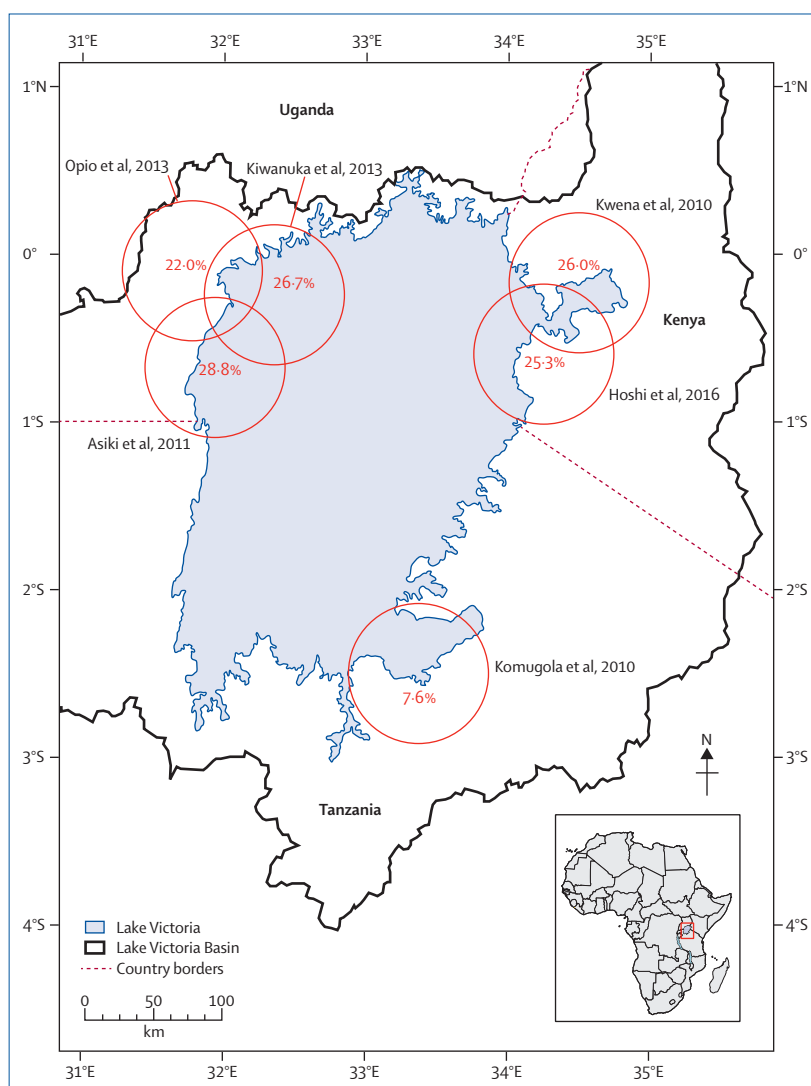 31°E 32°E 33°E 34°E 35°E
1°N 1°N
Uganda
Opio et al, 2013
Kiwanuka et al, 2013
Kwena et al, 2010
0° 0°
22·0%
26·7%
26·0%
Kenya
28·8%
25·3%
Hoshi et al, 2016
1°S 1°S
Asiki et al, 2011
2°S 2°S
Komugola et al, 2010
7·6%
3°S 3°S
N
Tanzania
4°S 4°S
Lake Victoria
Lake Victoria Basin
Country borders
0 50 100
km
31°E 32°E 33°E 34°E 35°E